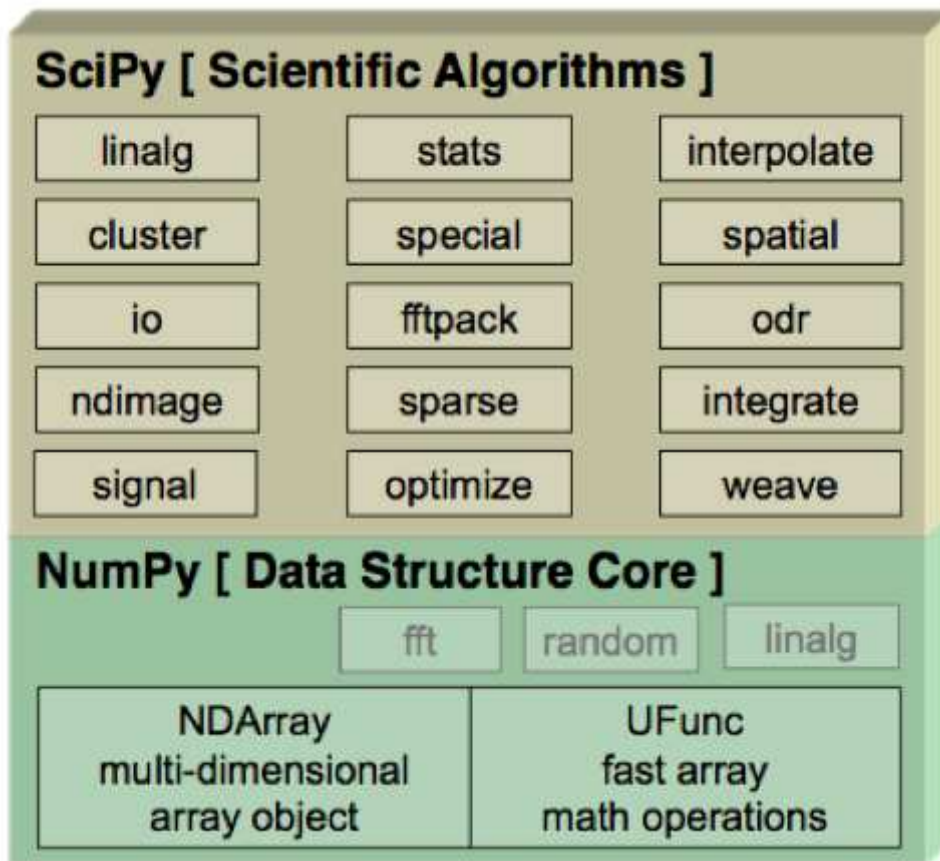 SciPy [ Scientific Algorithms ]
linalg stats interpolate
cluster special spatial
io fftpack odr
ndimage sparse integrate
signal optimize weave
NumPy [ Data Structure Core ]
fft random linalg
NDArray
multi-dimensional
array object
UFunc
fast array
math operations